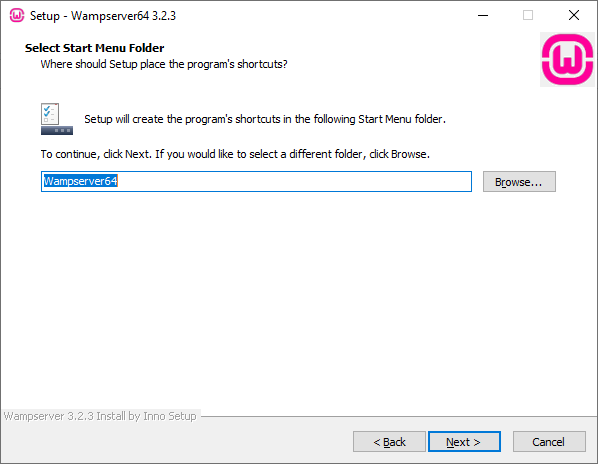 Setup - Wampserver64 3.2.3
Select Start Menu Folder
Where should Setup place the program's shortcuts?
Setup will create the program's shortcuts in the following Start Menu folder.
To continue, click Next. If you would like to select a different folder, click Browse.
Wampserver64
Browse...
Wampserver 3.2.3 Install by Inno Setup
< Back
Next >
Cancel